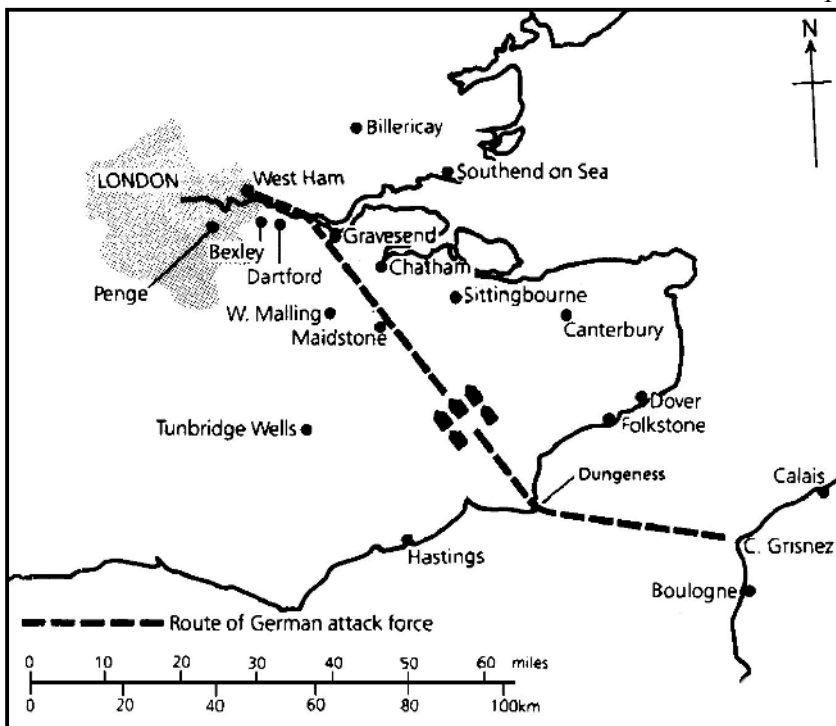 N
Billericay
Southend on Sea
LONDON
West Ham
Gravesend
Bexley
Dartford
Chatham
Penge
Sittingbourne
W. Malling
Canterbury
Maidstone
Dover
Tunbridge Wells
Folkstone
Dungeness
Calais
C. Grisnez
Hastings
Boulogne
Route of German attack force
0 10 20 30 40 50 60 miles
0 20 40 60 80 100km